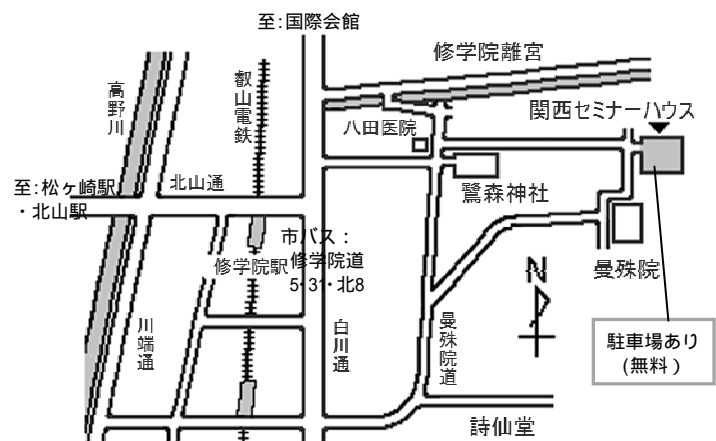 至：国際会館
修学院離宮
高野川
叡山電鉄
関西セミナーハウス
八田医院
至：松ヶ崎駅
・北山駅
北山通
鷺森神社
市バス：
修学院道
5・31・北8
修学院駅
曼殊院
N
川端通
白川通
曼殊院道
駐車場あり
(無料)
詩仙堂